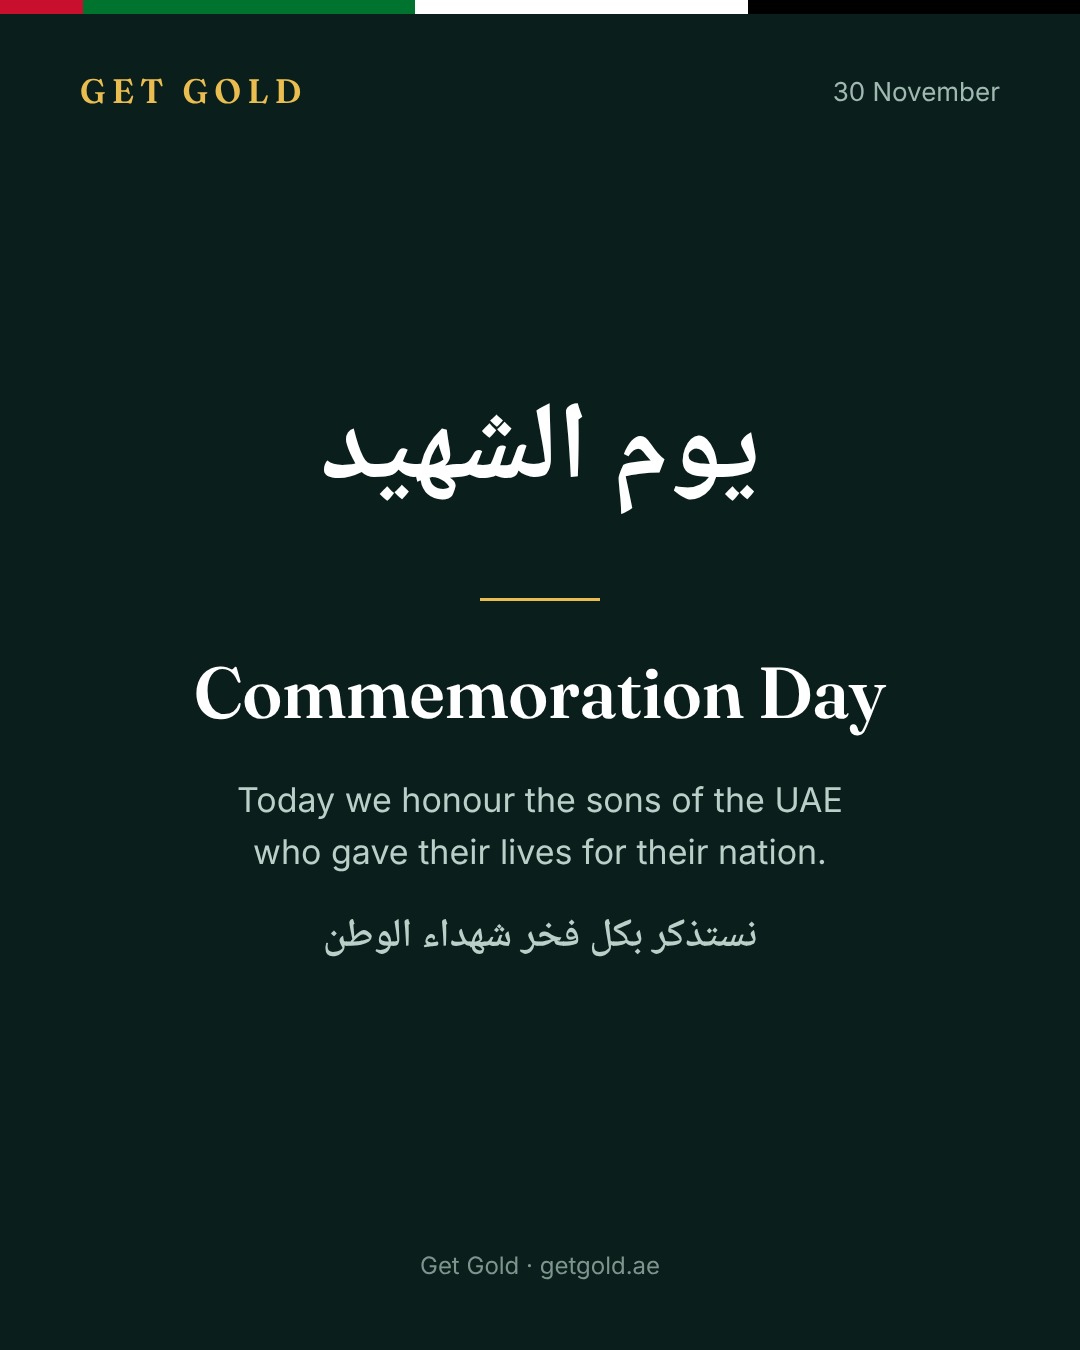 GET GOLD
30 November
يوم الشهيد
Commemoration Day
Today we honour the sons of the UAE
who gave their lives for their nation.
نستذكر بكل فخر شهداء الوطن
Get Gold · getgold.ae